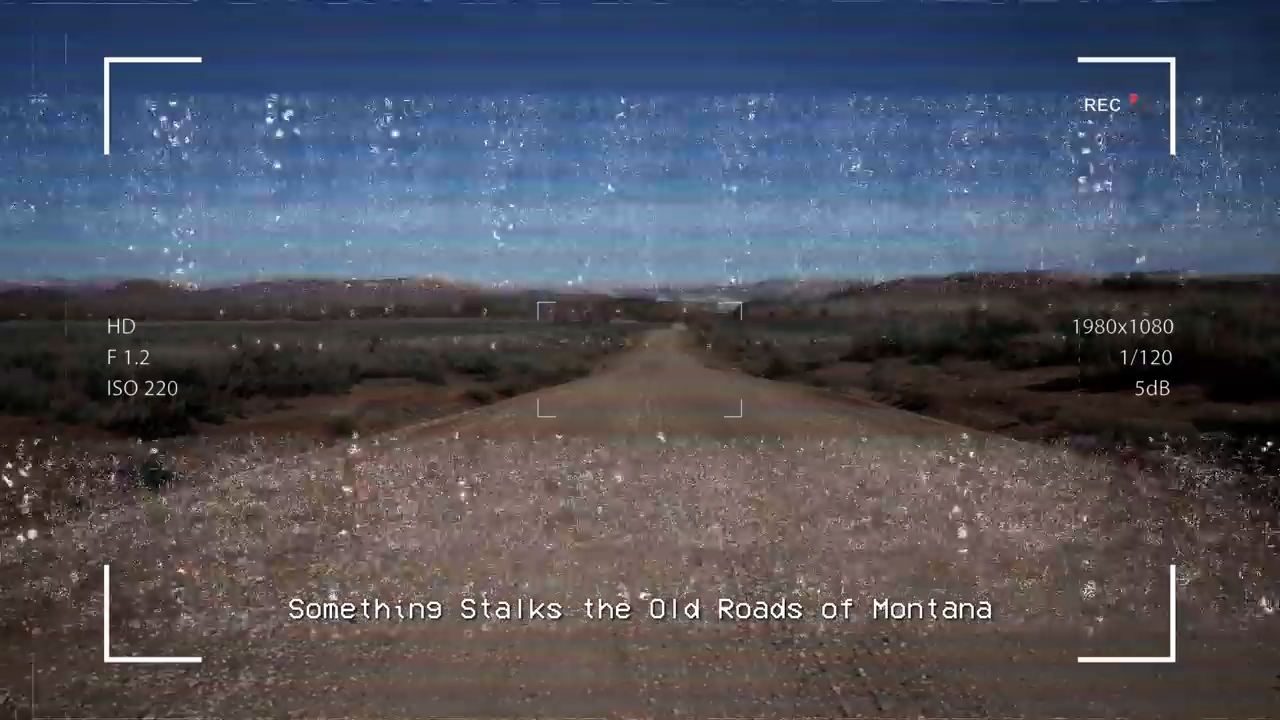 REC
HD
1980x1080
F 1.2
1/120
ISO 220
5dB
Something Stalks the Old Roads of Montana